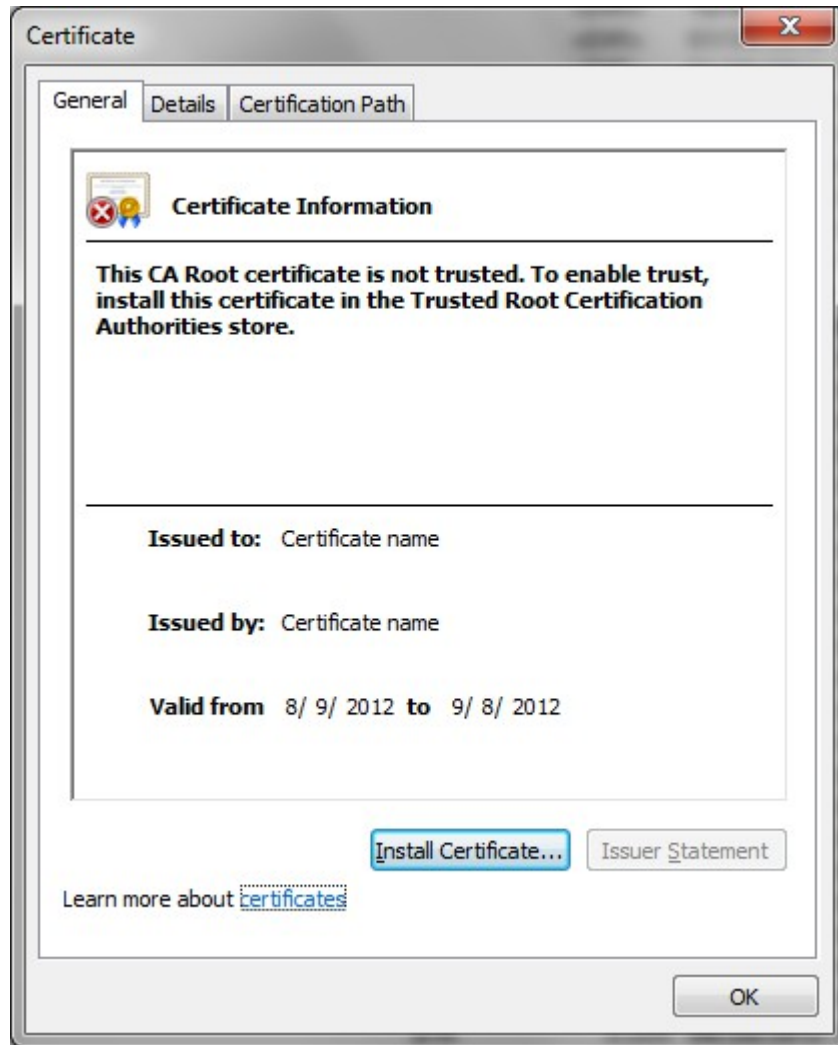 Certificate
General Details Certification Path
Certificate Information
This CA Root certificate is not trusted. To enable trust,
install this certificate in the Trusted Root Certification
Authorities store.
Issued to: Certificate name
Issued by: Certificate name
Valid from 8/ 9/ 2012 to 9/ 8/ 2012
Install Certificate... Issuer Statement
Learn more about certificates
OK